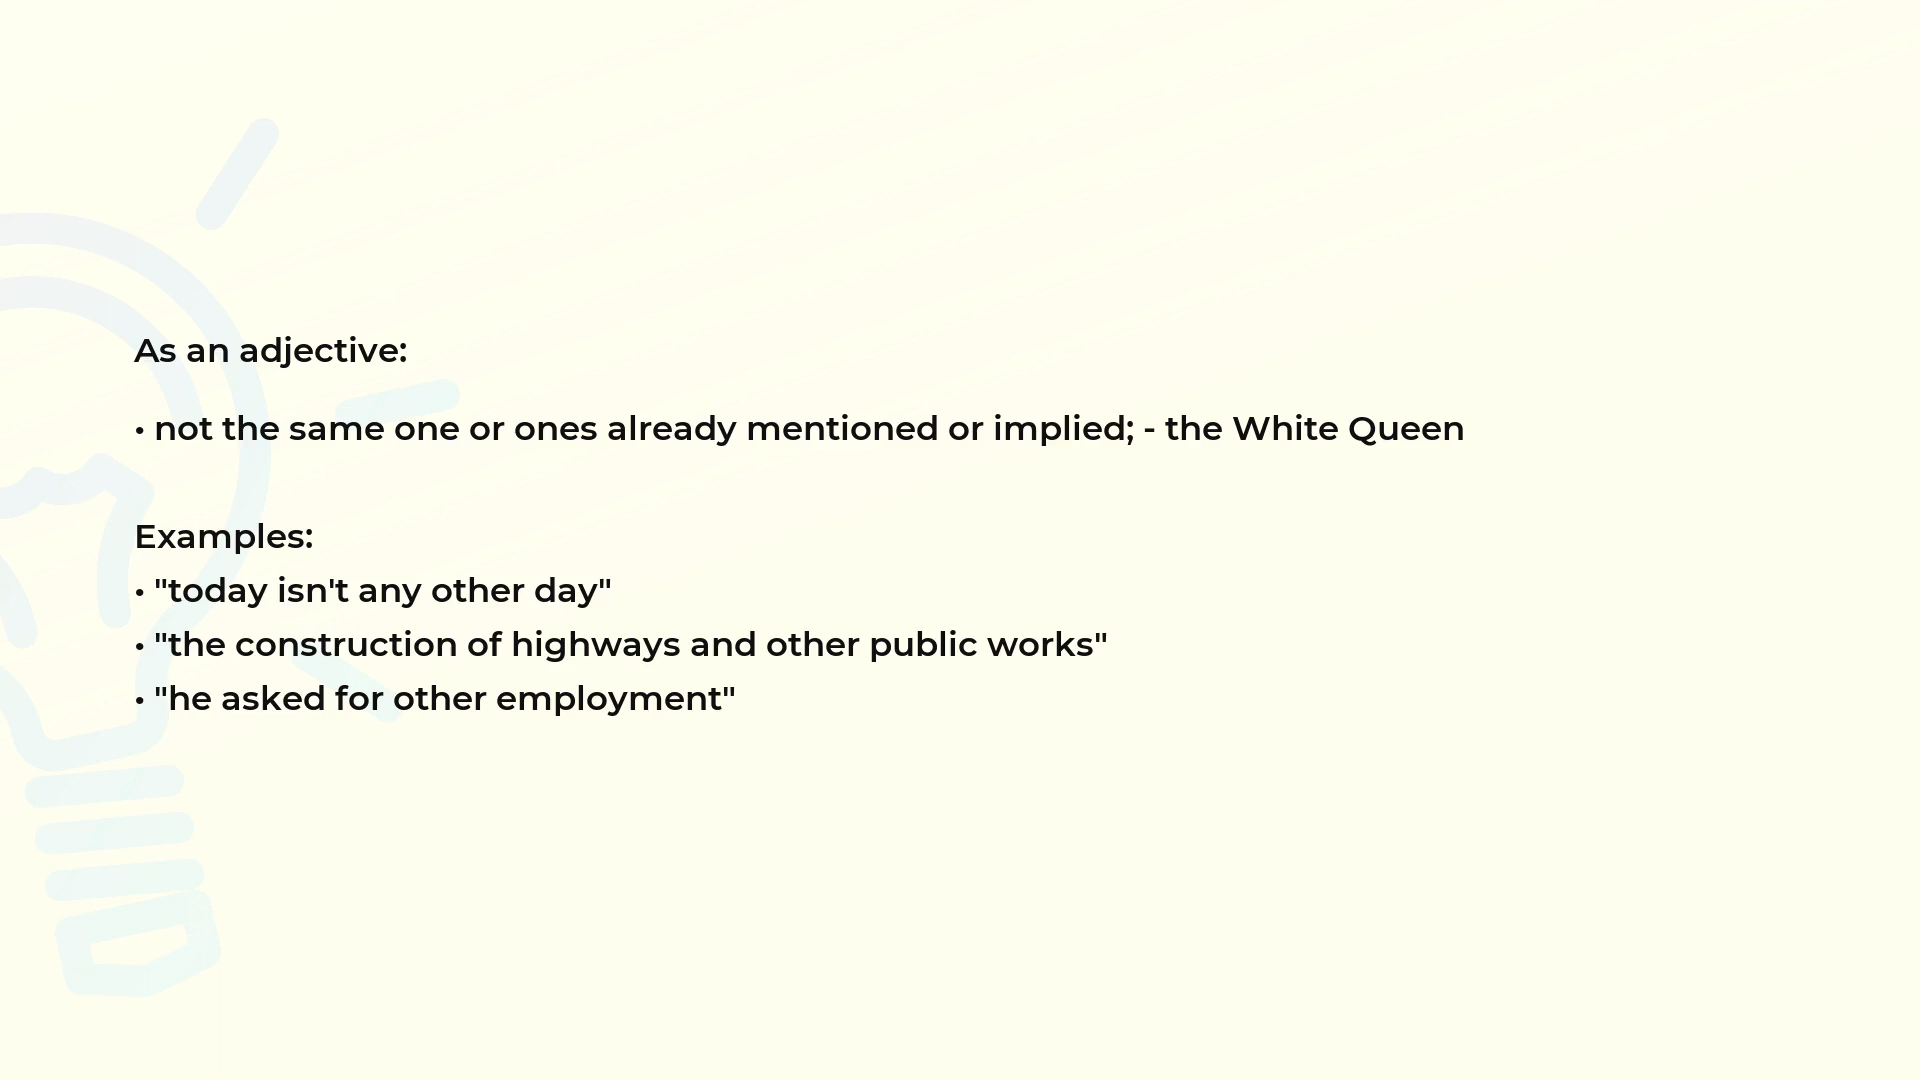 As an adjective:
• not the same one or ones already mentioned or implied; - the White Queen
Examples:
• "today isn't any other day"
• "the construction of highways and other public works"
• "he asked for other employment"